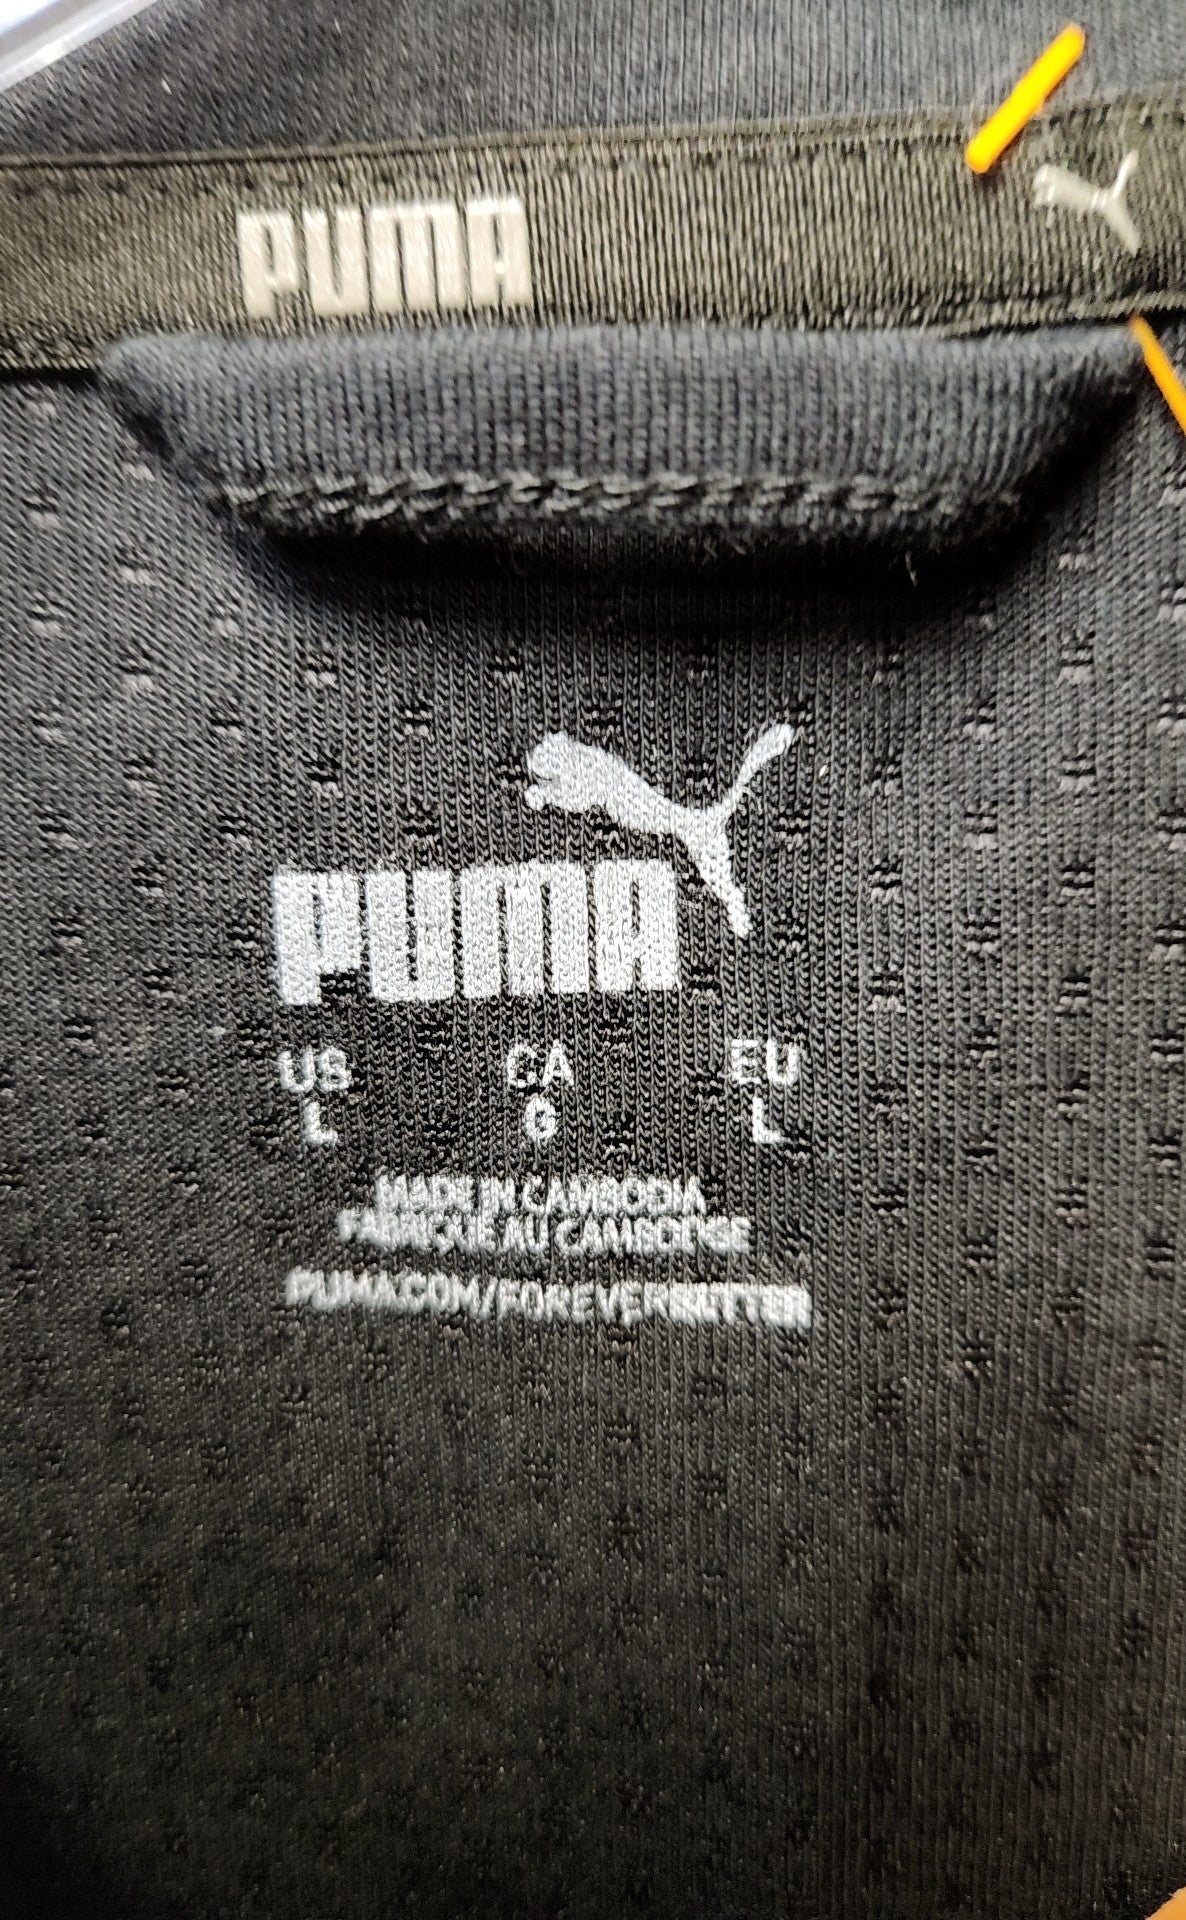 PUMA
PUMA
US CA EU
L G L
MADE IN CAMBODIA
FABRIQUÉ AU CAMBODGE
PUMA.COM/FOREVERBETTER